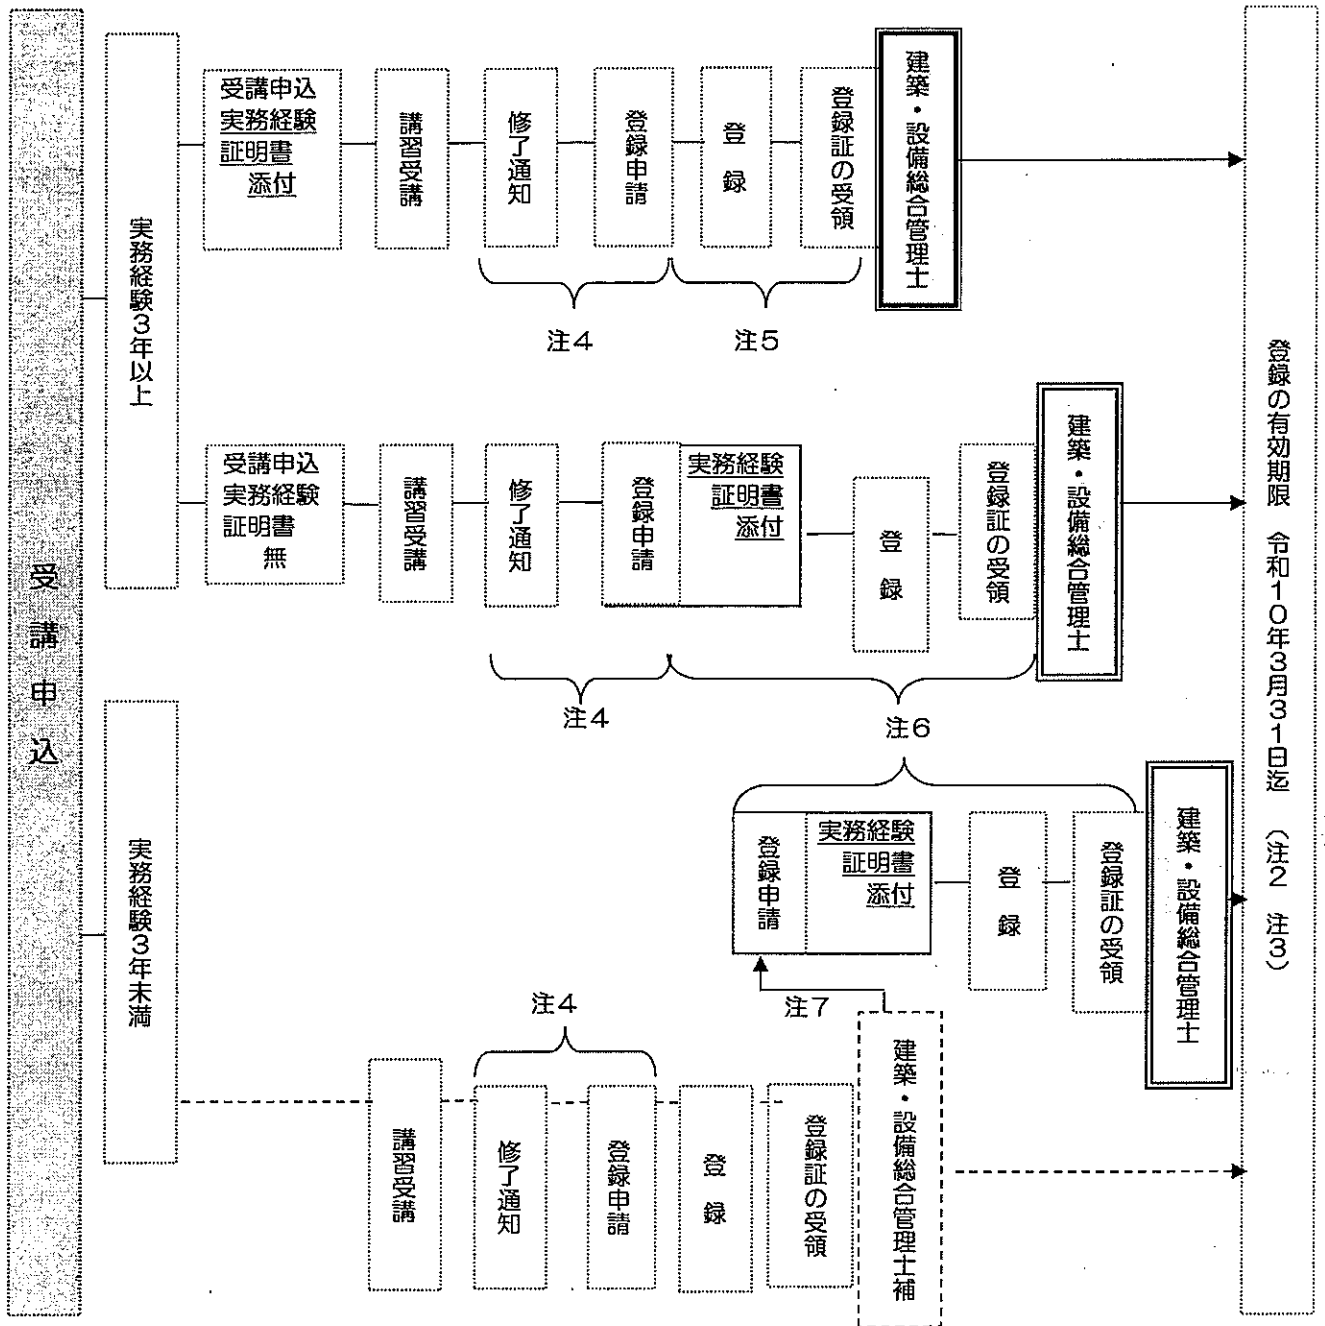 受講申込
実務経験3年以上
受講申込
実務経験
証明書
添付
講習受講
修了通知
登録申請
登録
登録証の受領
建築・設備総合管理士
注4
注5
受講申込
実務経験
証明書
無
講習受講
修了通知
登録申請
実務経験
証明書
添付
登録
登録証の受領
建築・設備総合管理士
注4
注6
実務経験3年未満
登録申請
実務経験
証明書
添付
登録
登録証の受領
建築・設備総合管理士
注7
注4
講習受講
修了通知
登録申請
登録
登録証の受領
建築・設備総合管理士補
登録の有効期限 令和10年3月31日迄 (注2 注3)